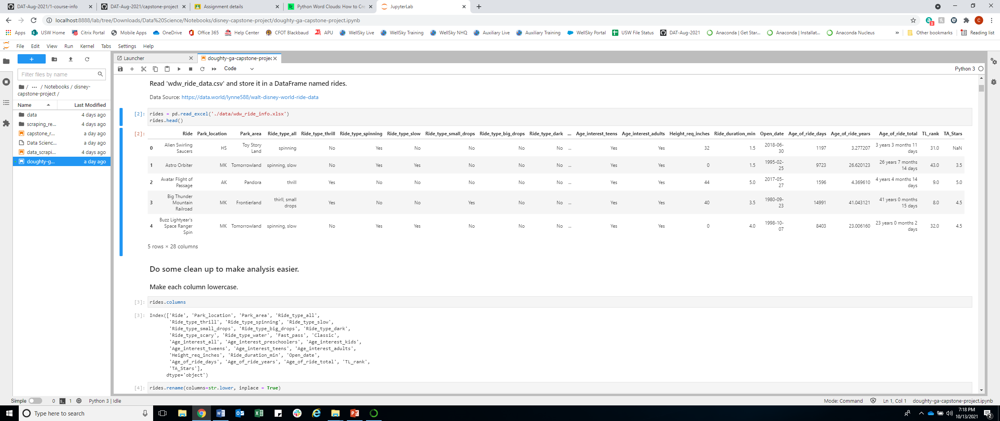 DAT-Aug-2021/1-course-info
DAT-Aug-2021/capstone-project
Assignment details
Python Word Clouds: How to Cre
JupyterLab
localhost:8888/lab/tree/Downloads/Data%20Science/Notebooks/disney-capstone-project/doughty-ga-capstone-project.ipynb
Apps USW Home Citrix Portal Mobile Apps OneDrive Office 365 Help Center CFOT Blackbaud APU WellSky Live WellSky Training WellSky NHQ Auxiliary Live Auxiliary Training WellSky Portal USW File Status DAT-Aug-2021 Anaconda | Get Star... Anaconda | Installat... Anaconda Nucleus » Other bookmarks Reading list
File Edit View Run Kernel Tabs Settings Help
Launcher
doughty-ga-capstone-projec
Code
Python 3
Filter files by name
/ ··· / Notebooks / disney-
capstone-project /
Name Last Modified
data 4 days ago
scraping_re... 4 days ago
capstone_r... a day ago
Data Scienc... a day ago
data_scrapi... 4 days ago
doughty-g... a day ago
Read 'wdw_ride_data.csv' and store it in a DataFrame named rides.
Data Source: https://data.world/lynne588/walt-disney-world-ride-data
[2]: rides = pd.read_excel('./data/wdw_ride_info.xlsx')
rides.head()
[2]: Ride Park_location Park_area Ride_type_all Ride_type_thrill Ride_type_spinning Ride_type_slow Ride_type_small_drops Ride_type_big_drops Ride_type_dark ... Age_interest_teens Age_interest_adults Height_req_inches Ride_duration_min Open_date Age_of_ride_days Age_of_ride_years Age_of_ride_total TL_rank TA_Stars
0 Alien Swirling Saucers HS Toy Story Land spinning No Yes No No No No ... Yes Yes 32 1.5 2018-06-30 1197 3.277207 3 years 3 months 11 days 31.0 NaN
1 Astro Orbiter MK Tomorrowland spinning, slow No Yes Yes No No No ... Yes Yes 0 1.5 1995-02-25 9723 26.620123 26 years 7 months 14 days 43.0 3.5
2 Avatar Flight of Passage AK Pandora thrill Yes No No No No No ... Yes Yes 44 5.0 2017-05-27 1596 4.369610 4 years 4 months 14 days 9.0 5.0
3 Big Thunder Mountain Railroad MK Frontierland thirll, small drops Yes No No Yes No No ... Yes Yes 40 3.5 1980-09-23 14991 41.043121 41 years 0 months 15 days 8.0 4.5
4 Buzz Lightyear's Space Ranger Spin MK Tomorrowland spinning, slow No Yes Yes No No No ... Yes Yes 0 4.0 1998-10-07 8403 23.006160 23 years 0 months 2 days 32.0 4.5
5 rows × 28 columns
Do some clean up to make analysis easier.
Make each column lowercase.
[3]: rides.columns
[3]: Index(['Ride', 'Park_location', 'Park_area', 'Ride_type_all',
'Ride_type_thrill', 'Ride_type_spinning', 'Ride_type_slow',
'Ride_type_small_drops', 'Ride_type_big_drops', 'Ride_type_dark',
'Ride_type_scary', 'Ride_type_water', 'Fast_pass', 'Classic',
'Age_interest_all', 'Age_interest_preschoolers', 'Age_interest_kids',
'Age_interest_tweens', 'Age_interest_teens', 'Age_interest_adults',
'Height_req_inches', 'Ride_duration_min', 'Open_date',
'Age_of_ride_days', 'Age_of_ride_years', 'Age_of_ride_total', 'TL_rank',
'TA_Stars'],
dtype='object')
[4]: rides.rename(columns=str.lower, inplace = True)
Simple 0 1 Python 3 | Idle Mode: Command Ln 1, Col 1 doughty-ga-capstone-project.ipynb
Type here to search
7:18 PM
10/13/2021
2